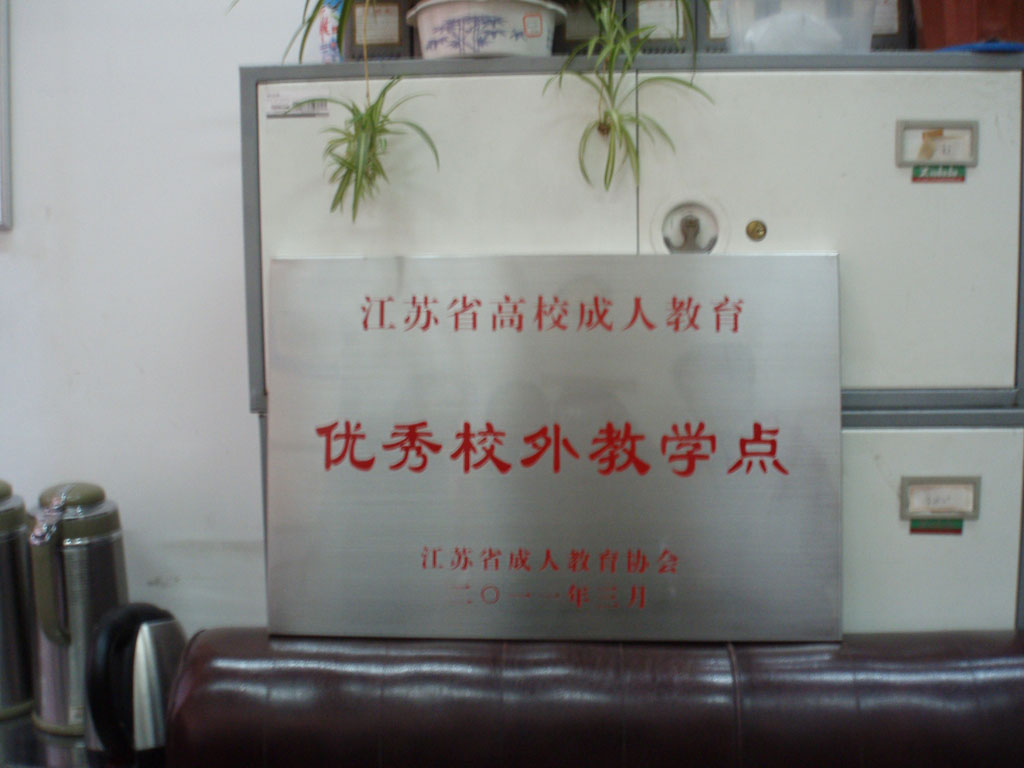 江苏省高校成人教育
优秀校外教学点
江苏省成人教育协会
二〇一一年三月